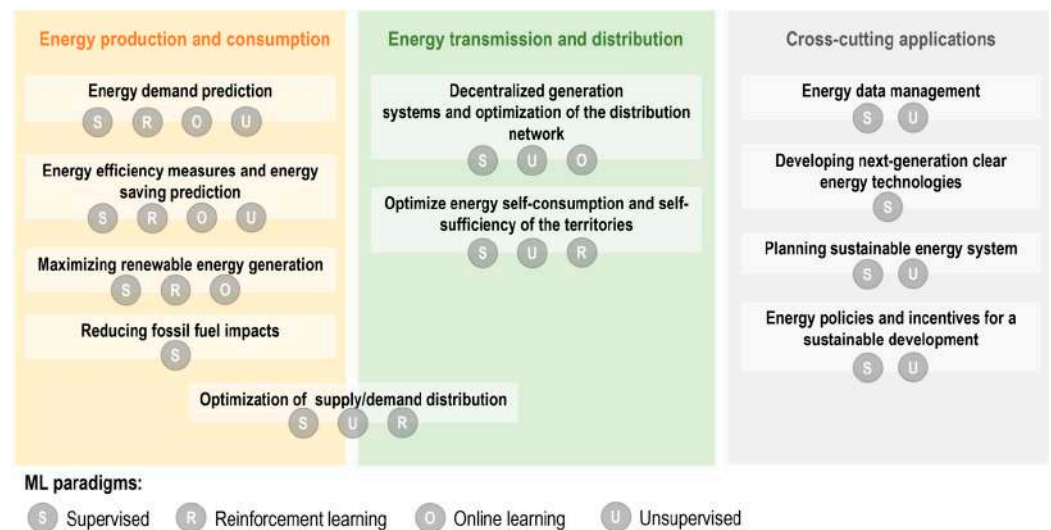 Energy production and consumption
Energy demand prediction
S R O U
Energy efficiency measures and energy
saving prediction
S R O U
Maximizing renewable energy generation
S R O
Reducing fossil fuel impacts
S
Energy transmission and distribution
Decentralized generation
systems and optimization of the distribution
network
S U O
Optimize energy self-consumption and self-
sufficiency of the territories
S U R
Optimization of supply/demand distribution
S U R
Cross-cutting applications
Energy data management
S U
Developing next-generation clear
energy technologies
S
Planning sustainable energy system
S U
Energy policies and incentives for a
sustainable development
S U
ML paradigms:
S Supervised R Reinforcement learning O Online learning U Unsupervised